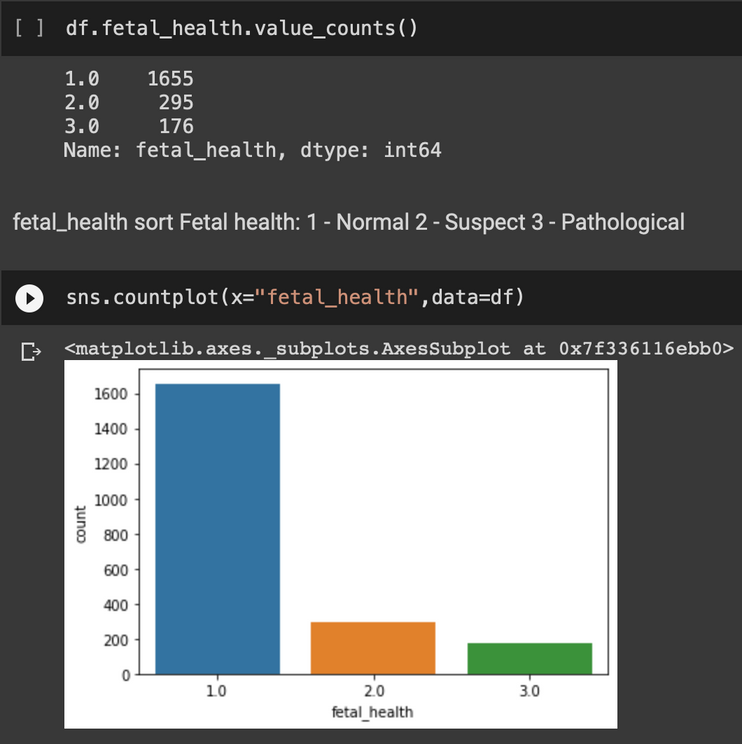 [ ] df.fetal_health.value_counts()
1.0 1655
2.0 295
3.0 176
Name: fetal_health, dtype: int64
fetal_health sort Fetal health: 1 - Normal 2 - Suspect 3 - Pathological
sns.countplot(x="fetal_health",data=df)
<matplotlib.axes._subplots.AxesSubplot at 0x7f336116ebb0>
1600
1400
1200
1000
800
600
400
200
0
count
1.0 2.0 3.0
fetal_health